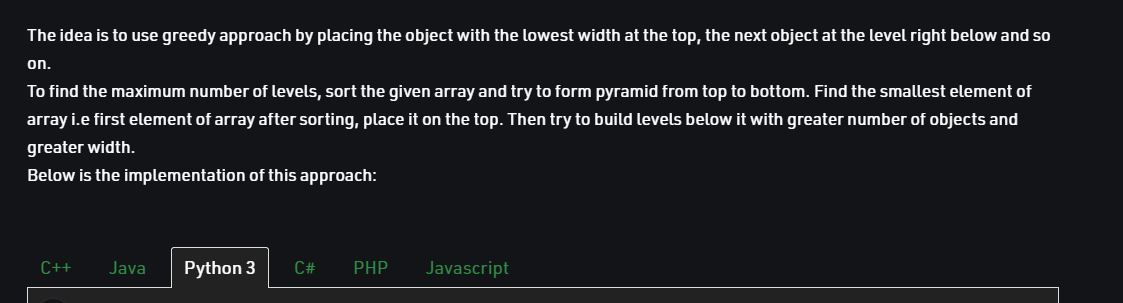 The idea is to use greedy approach by placing the object with the lowest width at the top, the next object at the level right below and so
on.
To find the maximum number of levels, sort the given array and try to form pyramid from top to bottom. Find the smallest element of
array i.e first element of array after sorting, place it on the top. Then try to build levels below it with greater number of objects and
greater width.
Below is the implementation of this approach:
C++ Java Python 3 C# PHP Javascript